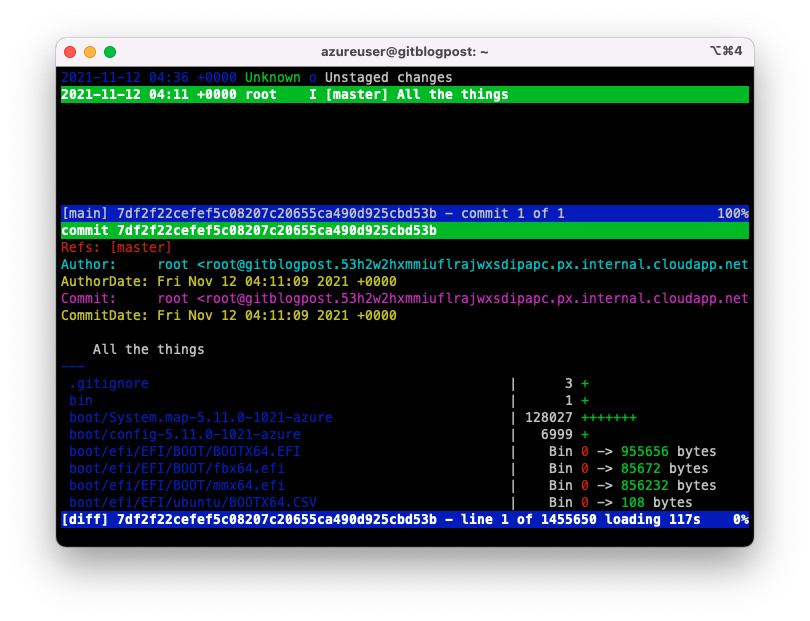 azureuser@gitblogpost: ~ ⌥⌘4
2021-11-12 04:36 +0000 Unknown o Unstaged changes
2021-11-12 04:11 +0000 root    I [master] All the things
[main] 7df2f22cefef5c08207c20655ca490d925cbd53b - commit 1 of 1 100%
commit 7df2f22cefef5c08207c20655ca490d925cbd53b
Refs: [master]
Author:     root <root@gitblogpost.53h2w2hxmmiuflrajwxsdipapc.px.internal.cloudapp.net
AuthorDate: Fri Nov 12 04:11:09 2021 +0000
Commit:     root <root@gitblogpost.53h2w2hxmmiuflrajwxsdipapc.px.internal.cloudapp.net
CommitDate: Fri Nov 12 04:11:09 2021 +0000
    All the things
---
 .gitignore | 3 +
 bin | 1 +
 boot/System.map-5.11.0-1021-azure | 128027 +++++++
 boot/config-5.11.0-1021-azure | 6999 +
 boot/efi/EFI/BOOT/BOOTX64.EFI | Bin 0 -> 955656 bytes
 boot/efi/EFI/BOOT/fbx64.efi | Bin 0 -> 85672 bytes
 boot/efi/EFI/BOOT/mmx64.efi | Bin 0 -> 856232 bytes
 boot/efi/EFI/ubuntu/BOOTX64.CSV | Bin 0 -> 108 bytes
[diff] 7df2f22cefef5c08207c20655ca490d925cbd53b - line 1 of 1455650 loading 117s 0%